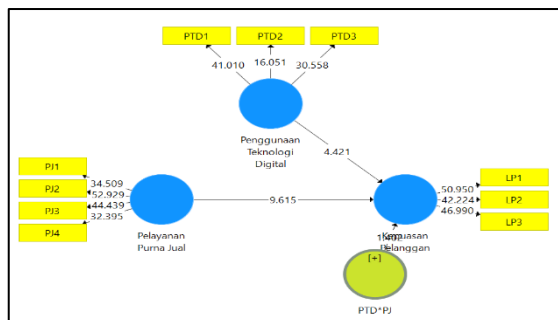 PTD1 PTD2 PTD3
41.010 16.051 30.558
Penggunaan
Teknologi
Digital
4.421
PJ1
PJ2
PJ3
PJ4
34.509
52.929
44.439
32.395
Pelayanan
Purna Jual
9.615
Pelanggan
50.950
42.224
46.990
LP1
LP2
LP3
[+]
PTD*PJ